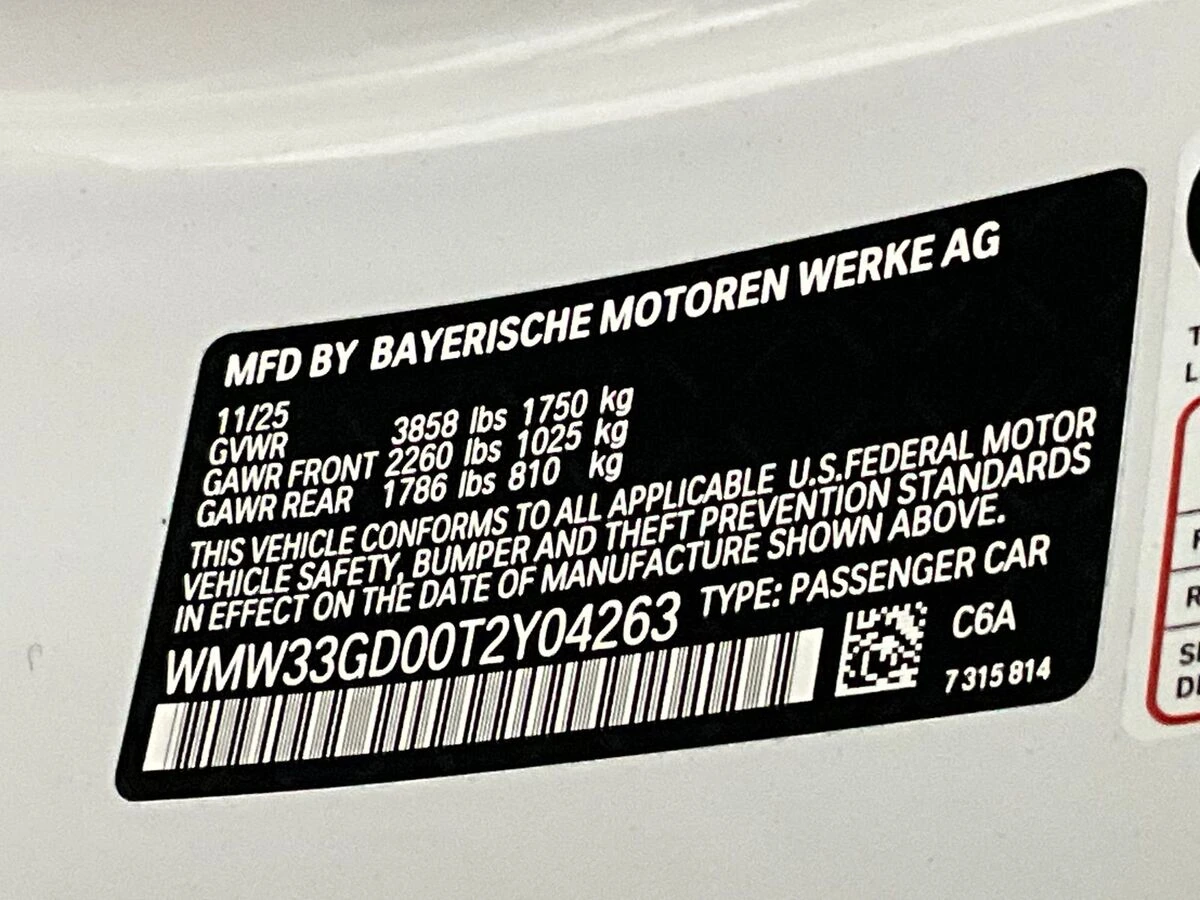 MFD BY BAYERISCHE MOTOREN WERKE AG
11/25
GVWR 3858 lbs 1750 kg
GAWR FRONT 2260 lbs 1025 kg
GAWR REAR 1786 lbs 810 kg
THIS VEHICLE CONFORMS TO ALL APPLICABLE U.S.FEDERAL MOTOR
VEHICLE SAFETY, BUMPER AND THEFT PREVENTION STANDARDS
IN EFFECT ON THE DATE OF MANUFACTURE SHOWN ABOVE.
WMW33GD00T2Y04263 TYPE: PASSENGER CAR
C6A
7 315 814